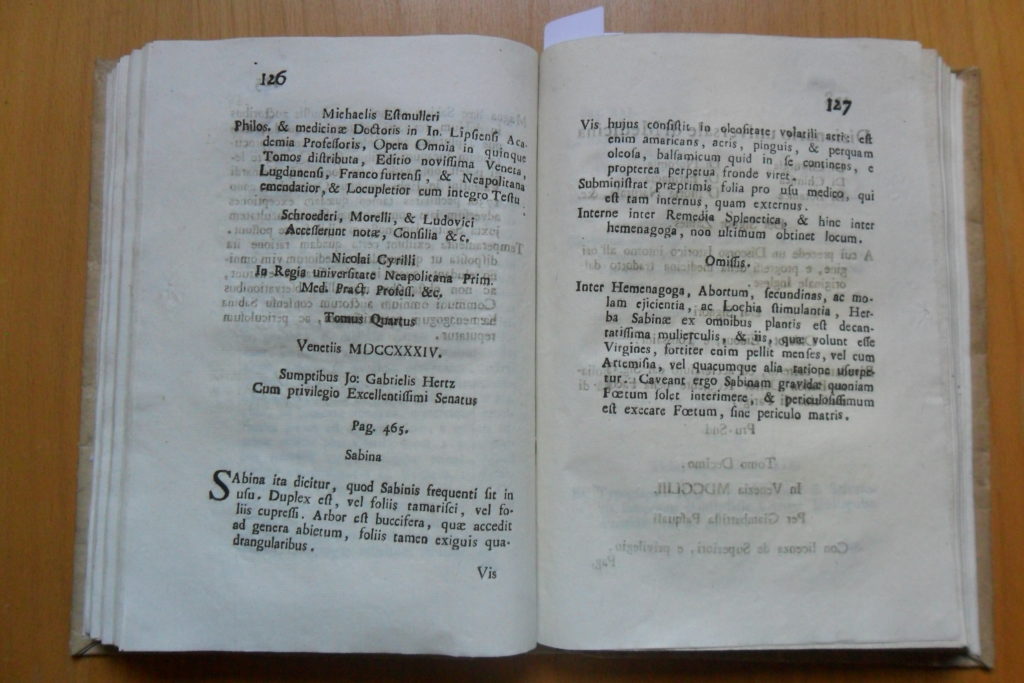 126
Michaelis Estmulleri
Philos. & medicinæ Doctoris in In. Lipsiensi Aca-
demia Professoris, Opera Omnia in quinque
Tomos distributa, Editio novissima Veneta,
Lugdunensi, Francofurtensi, & Neapolitana
emendatior, & Locupletior cum integro Testu
Schroederi, Morelli, & Ludovici
Accesserunt notæ, Consilia &c.
Nicolai Cyrilli
In Regia universitate Neapolitana Prim.
Med. Pract. Profess. &c.
Tomus Quartus
Venetiis MDCCXXXIV.
Sumptibus Jo: Gabrielis Hertz
Cum privilegio Excellentissimi Senatus
Pag. 465.
Sabina
SAbina ita dicitur, quod Sabinis frequenti sit in
usu. Duplex est, vel foliis tamarisci, vel fo-
liis cupressi. Arbor est buccifera, quæ accedit
ad genera abietum, foliis tamen exiguis qua-
drangularibus.
Vis
127
Vis hujus consistit in oleositate volatili acri: est
enim amaricans, acris, pinguis, & perquam
oleosa, balsamicum quid in se continens, e
propterea perpetua fronde viret.
Subministrat præptimis folia pro usu medico, qui
est tam internus, quam externus.
Interne inter Remedia Splenetica, & hinc inter
hemenagoga, non ultimum obtinet locum.
Omissis.
Inter Hemenagoga, Abortum, secundinas, ac mo-
lam ejicientia, ac Lochia stimulantia, Her-
ba Sabinæ ex omnibus plantis est decan-
tatissima mulierculis, & iis, quæ volunt esse
Virgines, fortiter enim pellit menses, vel cum
Artemisia, vel quacumque alia ratione usurpe-
tur. Caveant ergo Sabinam gravidæ quoniam
Fœtum solet interimere, & periculosissimum
est execare Fœtum, sine periculo matris.